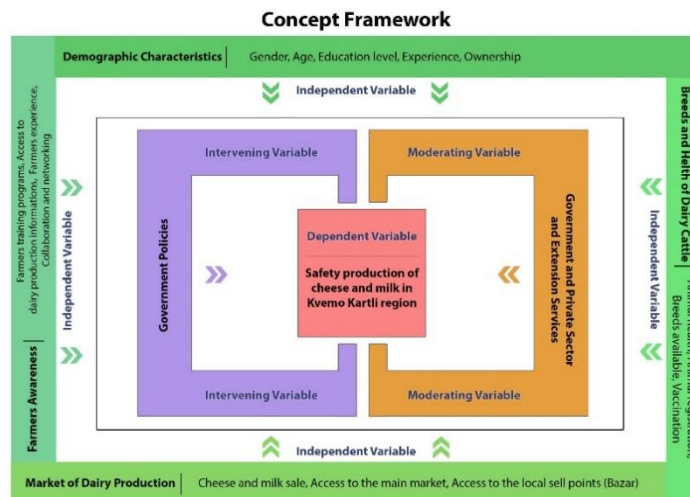 Concept Framework
Demographic Characteristics | Gender, Age, Education level, Experience, Ownership
Independent Variable
Farmers training programs, Access to
dairy production informations, Farmers experience,
Collaboration and networking
Farmers Awareness
Independent Variable
Intervening Variable
Government Policies
Intervening Variable
Dependent Variable
Safety production of
cheese and milk in
Kvemo Kartli region
Moderating Variable
Government and Private Sector
and Extension Services
Moderating Variable
Independent Variable
Breeds and Helth of Dairy Cattle
Breeds available, Vaccination
Independent Variable
Market of Dairy Production | Cheese and milk sale, Access to the main market, Access to the local sell points (Bazar)